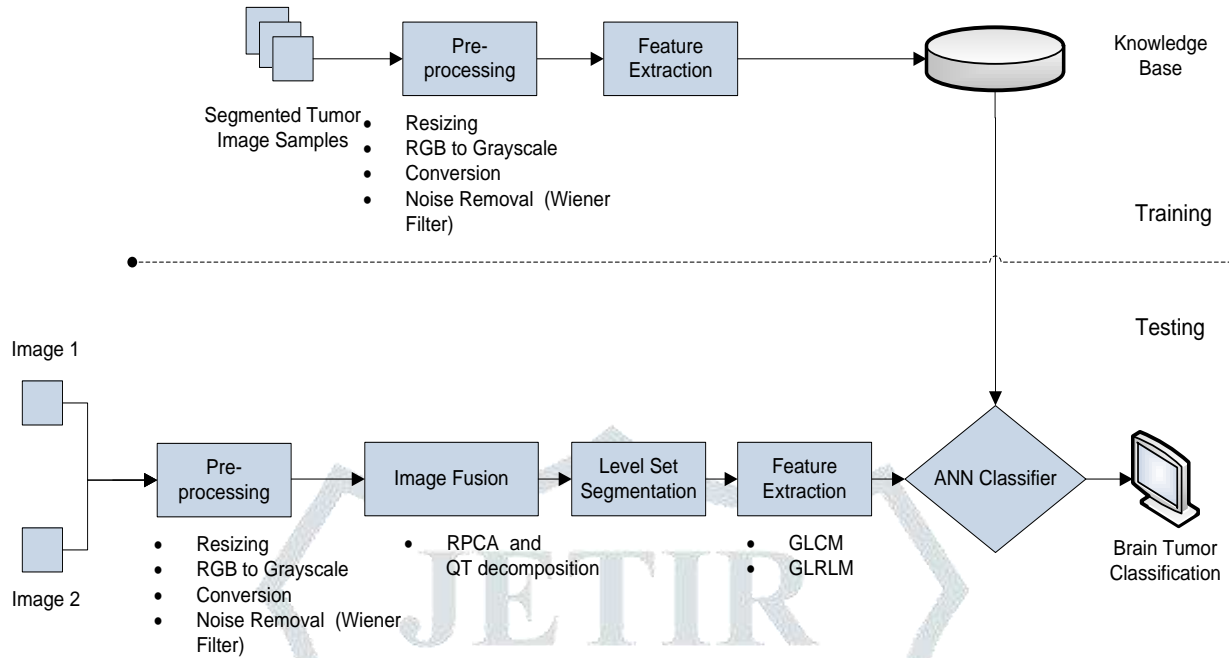 Pre-
processing
Feature
Extraction
Knowledge
Base
Segmented Tumor
Image Samples
• Resizing
• RGB to Grayscale
• Conversion
• Noise Removal (Wiener
Filter)
Training
Testing
Image 1
Image 2
Pre-
processing
• Resizing
• RGB to Grayscale
• Conversion
• Noise Removal (Wiener
Filter)
Image Fusion
• RPCA and
QT decomposition
Level Set
Segmentation
Feature
Extraction
• GLCM
• GLRLM
ANN Classifier
Brain Tumor
Classification
JETIR